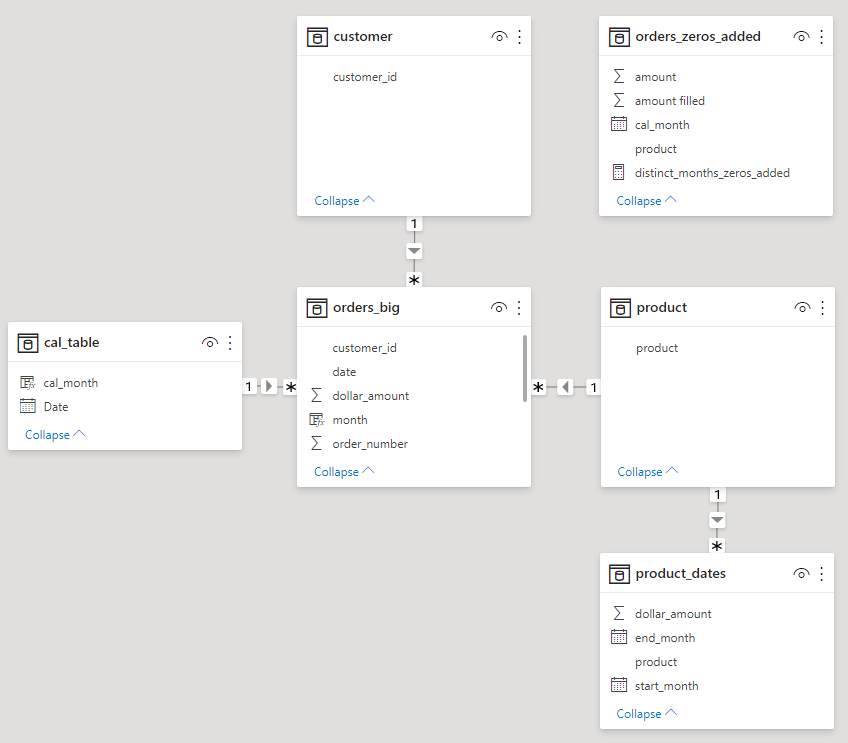 customer
customer_id
Collapse
orders_zeros_added
amount
amount filled
cal_month
product
distinct_months_zeros_added
Collapse
1
*
cal_table
cal_month
Date
Collapse
1
*
orders_big
customer_id
date
dollar_amount
month
order_number
Collapse
*
1
product
product
Collapse
1
*
product_dates
dollar_amount
end_month
product
start_month
Collapse